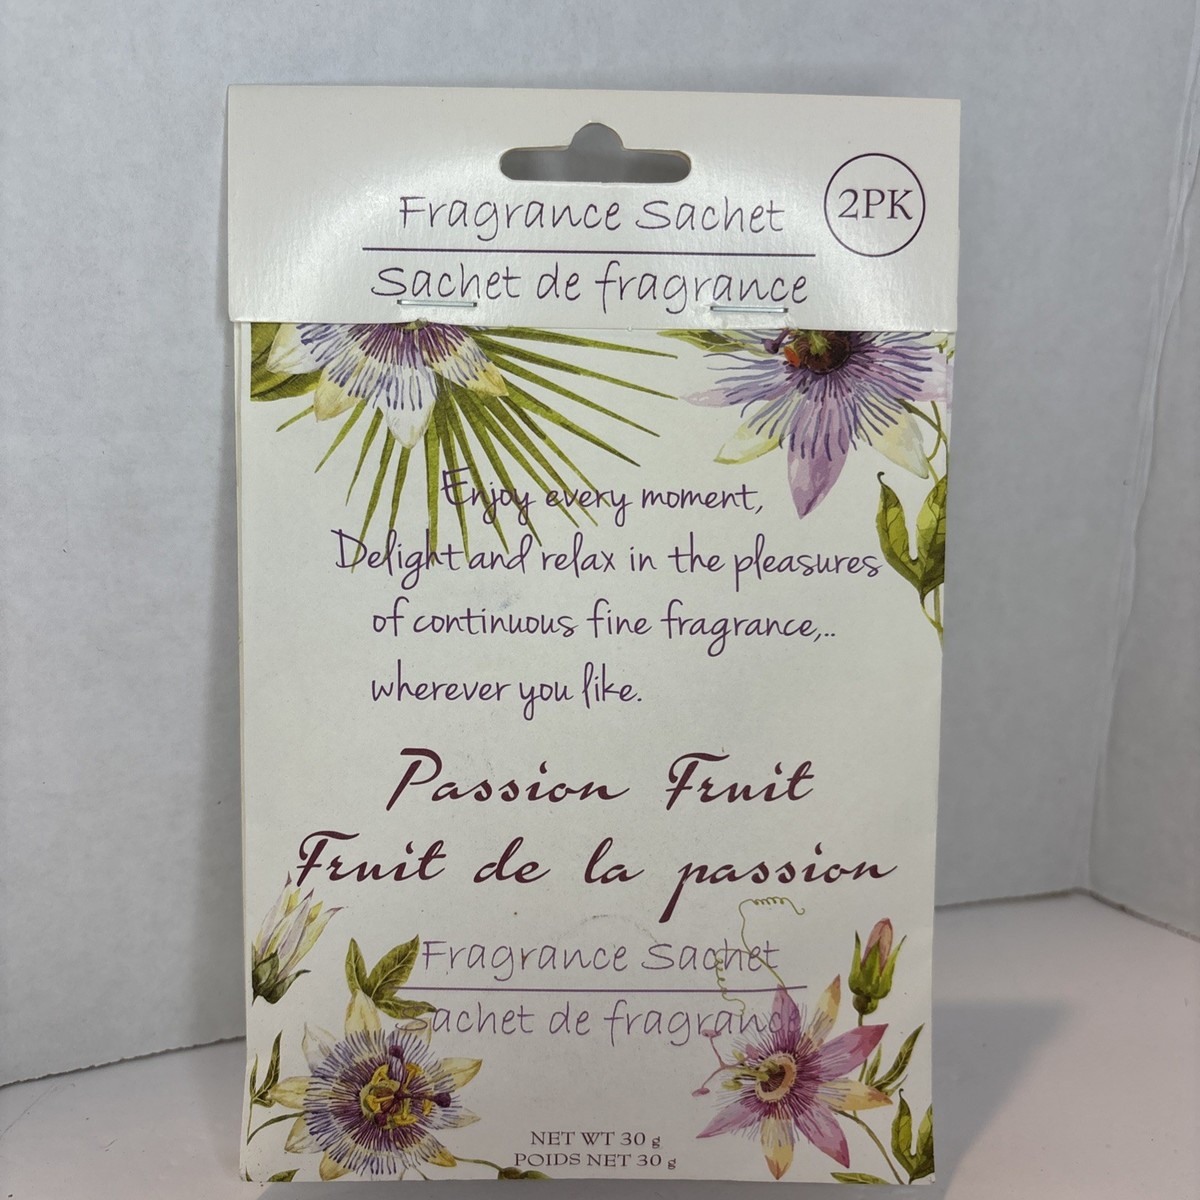 Fragrance Sachet
2PK
Sachet de fragrance
Enjoy every moment,
Delight and relax in the pleasures
of continuous fine fragrance,..
wherever you like.
Passion Fruit
Fruit de la passion
Fragrance Sachet
Sachet de fragrance
NET WT 30 g
POIDS NET 30 g